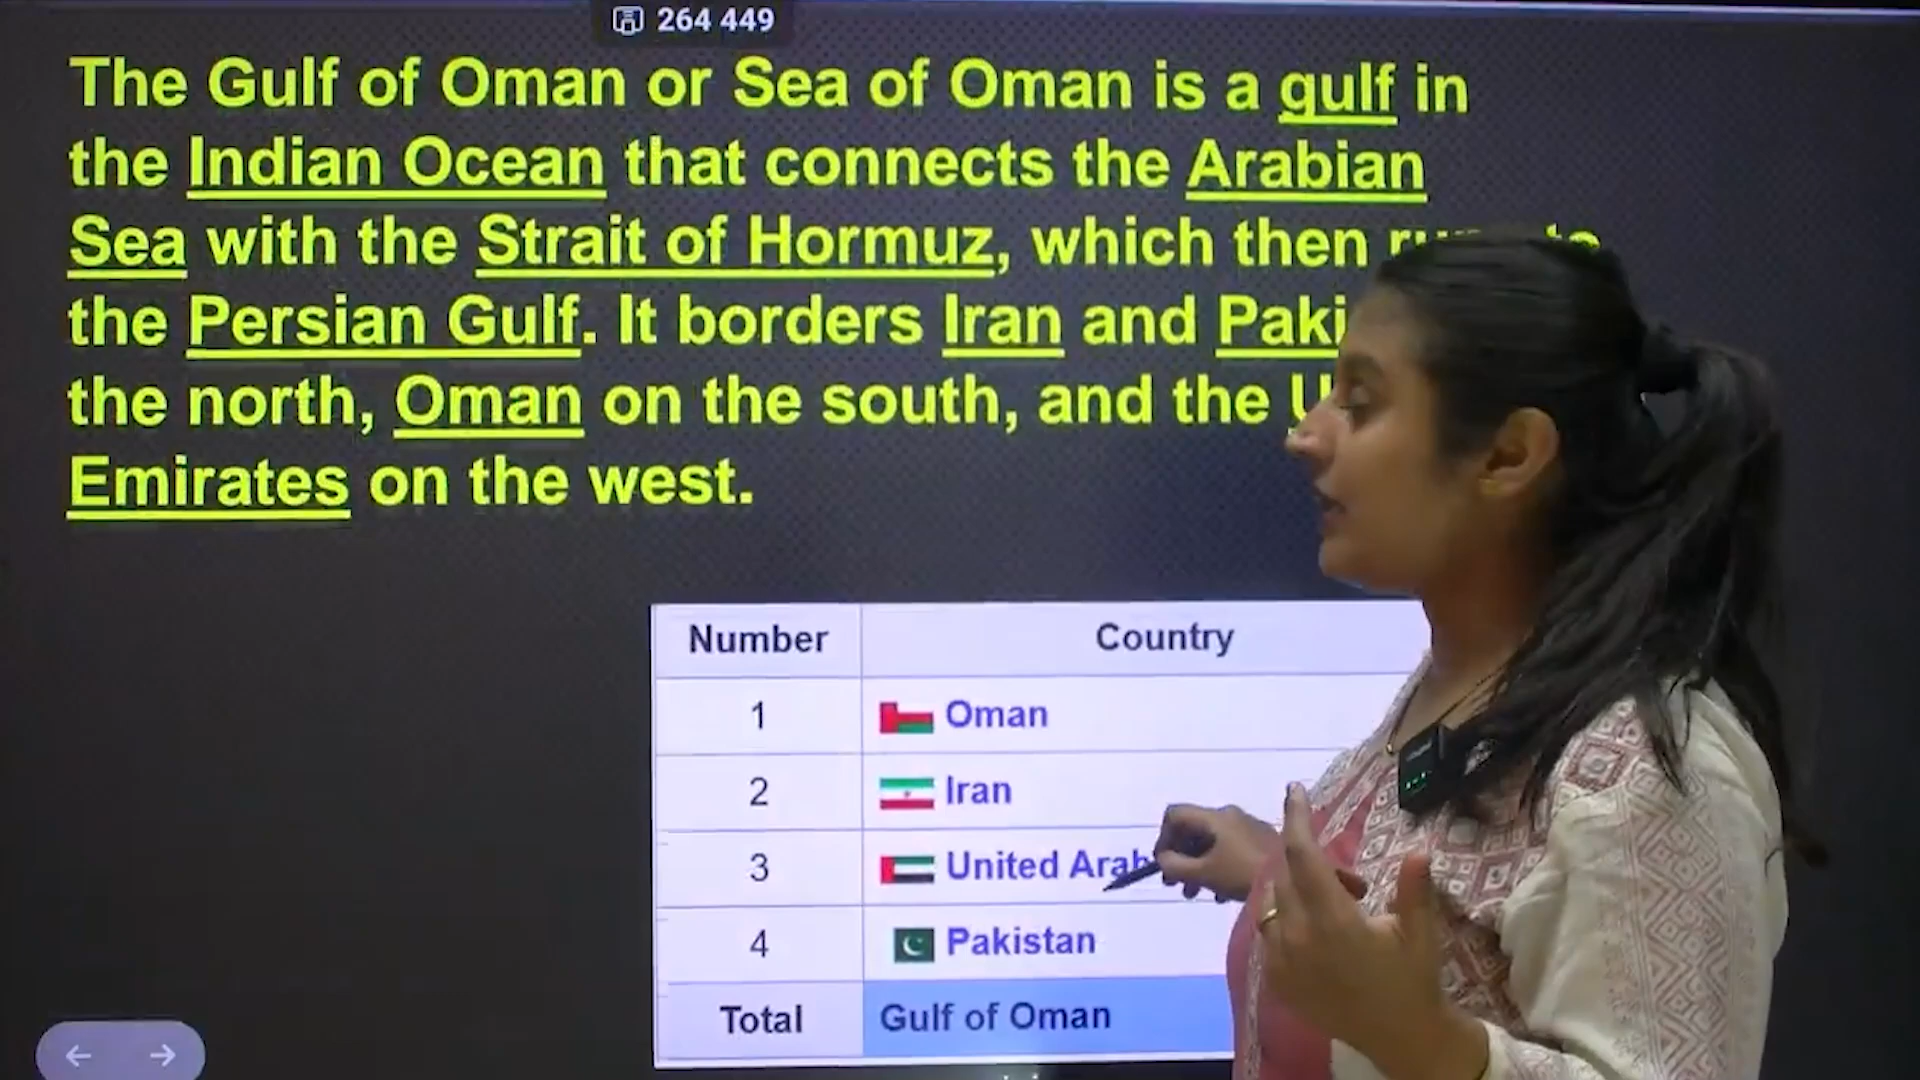 264 449
The Gulf of Oman or Sea of Oman is a gulf in
the Indian Ocean that connects the Arabian
Sea with the Strait of Hormuz, which then
the Persian Gulf. It borders Iran and
the north, Oman on the south, and the
Emirates on the west.
Number Country
1 Oman
2 Iran
3 United
4 Pakistan
Total Gulf of Oman